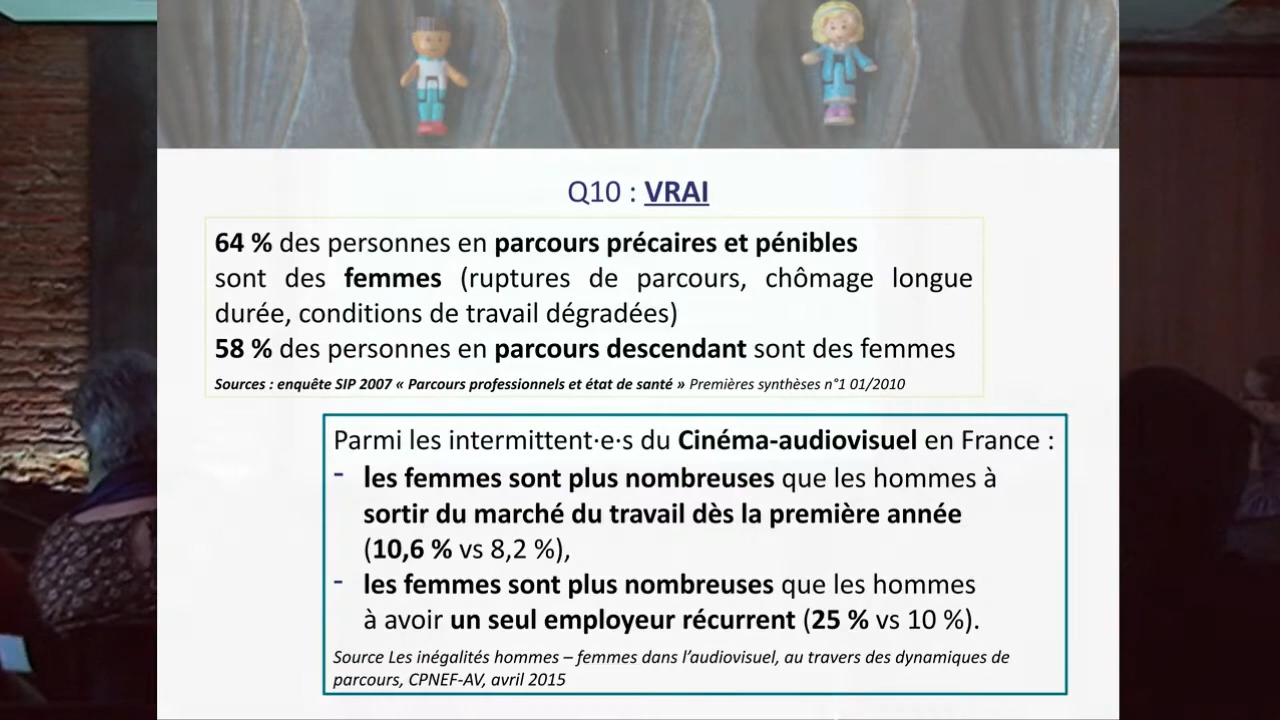 Q10 : VRAI
64 % des personnes en parcours précaires et pénibles
sont des femmes (ruptures de parcours, chômage longue
durée, conditions de travail dégradées)
58 % des personnes en parcours descendant sont des femmes
Sources : enquête SIP 2007 « Parcours professionnels et état de santé » Premières synthèses n°1 01/2010
Parmi les intermittent·e·s du Cinéma-audiovisuel en France :
- les femmes sont plus nombreuses que les hommes à
sortir du marché du travail dès la première année
(10,6 % vs 8,2 %),
- les femmes sont plus nombreuses que les hommes
à avoir un seul employeur récurrent (25 % vs 10 %).
Source Les inégalités hommes – femmes dans l'audiovisuel, au travers des dynamiques de
parcours, CPNEF-AV, avril 2015